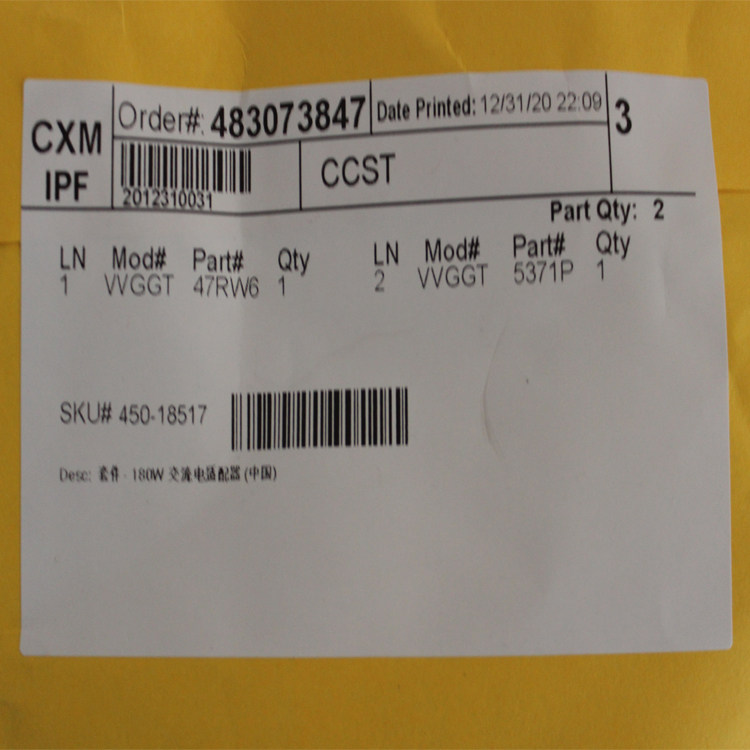 CXM
IPF
Order#: 483073847
2012310031
Date Printed: 12/31/20 22:09
3
CCST
Part Qty: 2
LN Mod# Part# Qty
1 VVGGT 47RW6 1
LN Mod# Part# Qty
2 VVGGT 5371P 1
SKU# 450-18517
Desc: 套件 - 180W 交流电适配器 (中国)